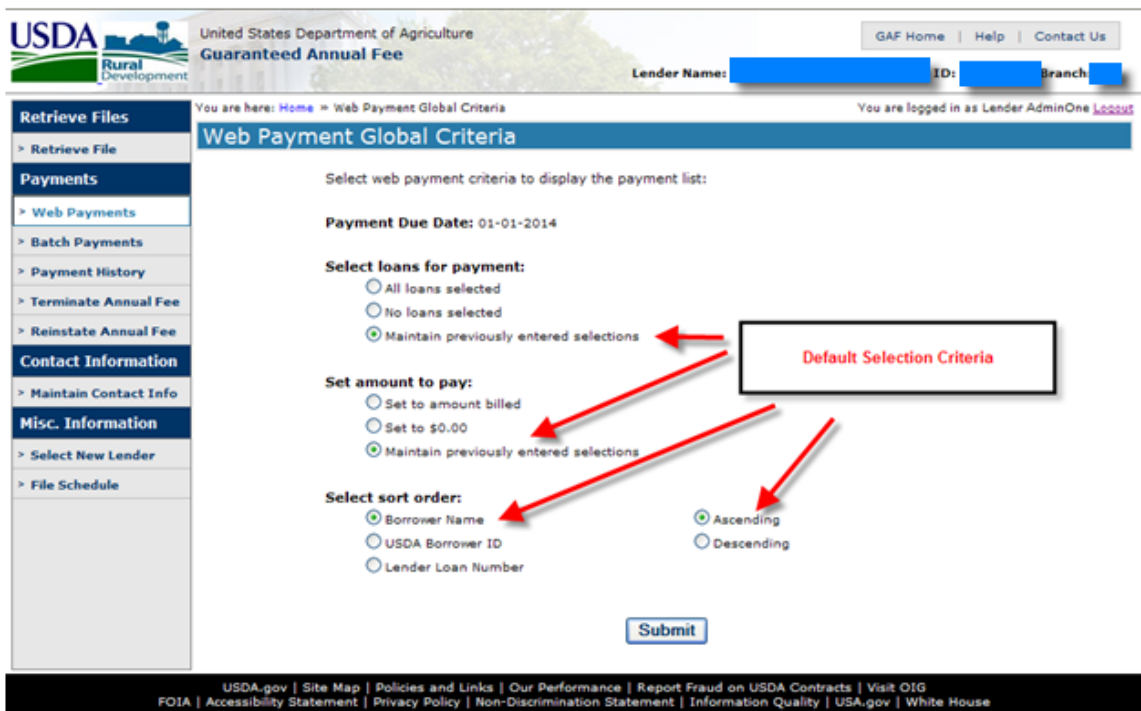 USDA
Rural
Development
United States Department of Agriculture
Guaranteed Annual Fee
GAF Home | Help | Contact Us
Lender Name: ID: Branch:
You are here: Home » Web Payment Global Criteria
You are logged in as Lender AdminOne Logout
Retrieve Files
> Retrieve File
Payments
> Web Payments
> Batch Payments
> Payment History
> Terminate Annual Fee
> Reinstate Annual Fee
Contact Information
> Maintain Contact Info
Misc. Information
> Select New Lender
> File Schedule
Web Payment Global Criteria
Select web payment criteria to display the payment list:
Payment Due Date: 01-01-2014
Select loans for payment:
All loans selected
No loans selected
Maintain previously entered selections
Default Selection Criteria
Set amount to pay:
Set to amount billed
Set to $0.00
Maintain previously entered selections
Select sort order:
Borrower Name Ascending
USDA Borrower ID Descending
Lender Loan Number
Submit
USDA.gov | Site Map | Policies and Links | Our Performance | Report Fraud on USDA Contracts | Visit OIG
FOIA | Accessibility Statement | Privacy Policy | Non-Discrimination Statement | Information Quality | USA.gov | White House